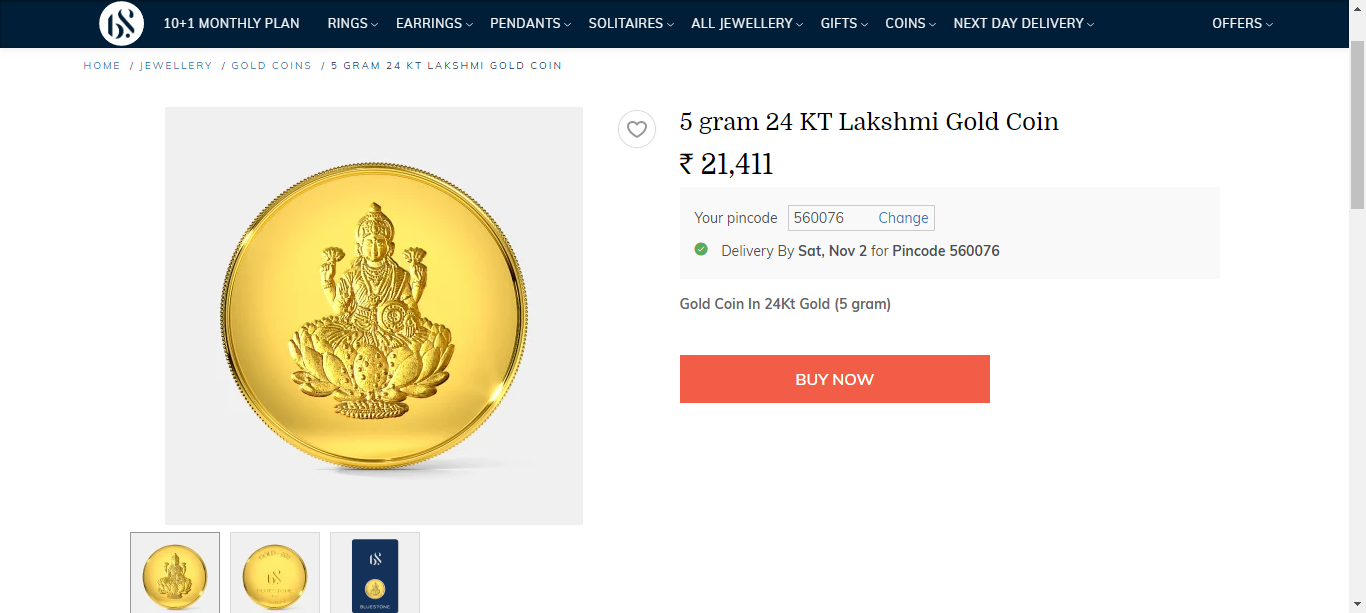 10+1 MONTHLY PLAN RINGS EARRINGS PENDANTS SOLITAIRES ALL JEWELLERY GIFTS COINS NEXT DAY DELIVERY OFFERS
HOME / JEWELLERY / GOLD COINS / 5 GRAM 24 KT LAKSHMI GOLD COIN
5 gram 24 KT Lakshmi Gold Coin
₹ 21,411
Your pincode 560076 Change
Delivery By Sat, Nov 2 for Pincode 560076
Gold Coin In 24Kt Gold (5 gram)
BUY NOW
BLUESTONE